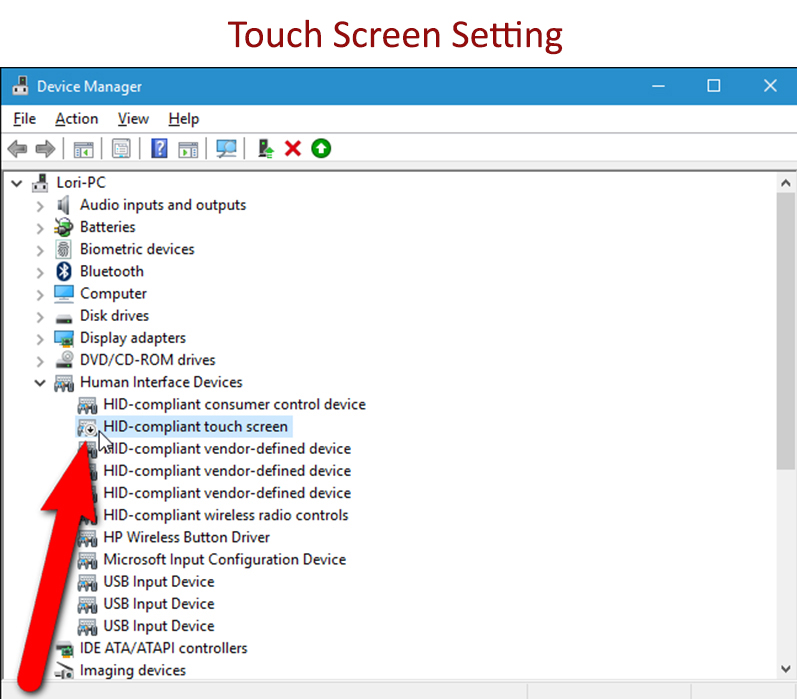 Touch Screen Setting
Device Manager
File Action View Help
Lori-PC
Audio inputs and outputs
Batteries
Biometric devices
Bluetooth
Computer
Disk drives
Display adapters
DVD/CD-ROM drives
Human Interface Devices
HID-compliant consumer control device
HID-compliant touch screen
HID-compliant vendor-defined device
HID-compliant vendor-defined device
HID-compliant vendor-defined device
HID-compliant wireless radio controls
HP Wireless Button Driver
Microsoft Input Configuration Device
USB Input Device
USB Input Device
USB Input Device
IDE ATA/ATAPI controllers
Imaging devices